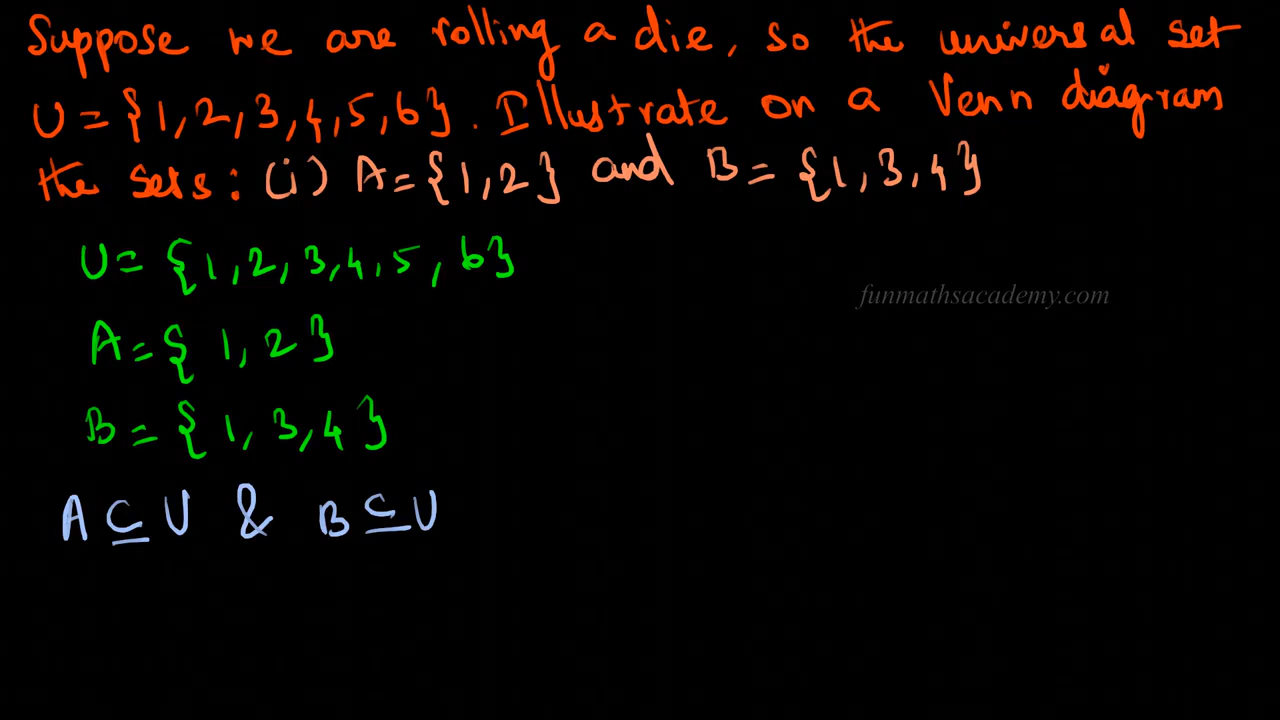 Suppose we are rolling a die, so the universal set
U = {1, 2, 3, 4, 5, 6}. Illustrate on a Venn diagram
the sets: (i) A = {1, 2} and B = {1, 3, 4}
U = {1, 2, 3, 4, 5, 6}
funmathsacademy.com
A = {1, 2}
B = {1, 3, 4}
A ⊆ U & B ⊆ U